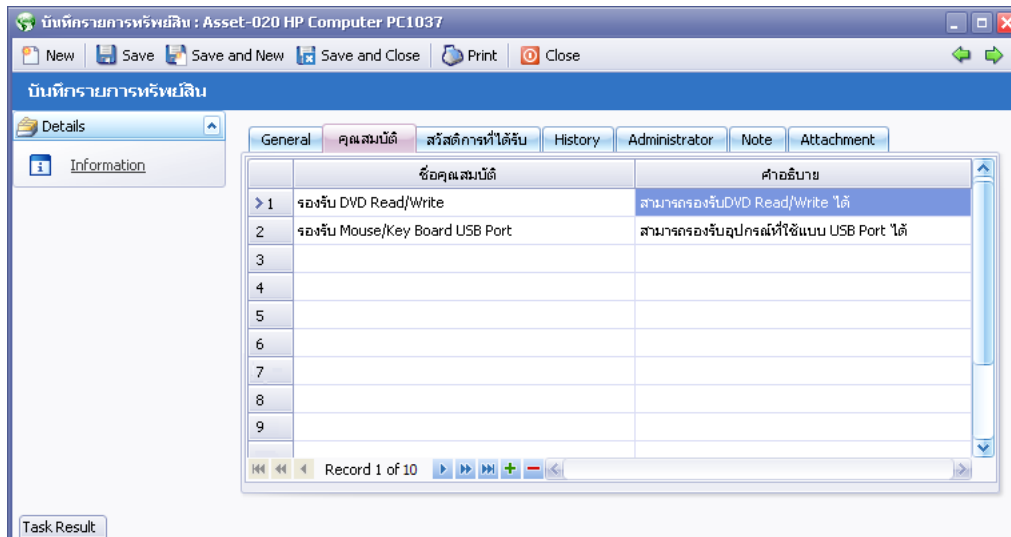 บันทึกรายการทรัพย์สิน : Asset-020 HP Computer PC1037
New Save Save and New Save and Close Print Close
บันทึกรายการทรัพย์สิน
Details
Information
General คุณสมบัติ สวัสดิการที่ได้รับ History Administrator Note Attachment
ชื่อคุณสมบัติ คำอธิบาย
1 รองรับ DVD Read/Write สามารถรองรับDVD Read/Write ได้
2 รองรับ Mouse/Key Board USB Port สามารถรองรับอุปกรณ์ที่ใช้แบบ USB Port ได้
3
4
5
6
7
8
9
Record 1 of 10
Task Result